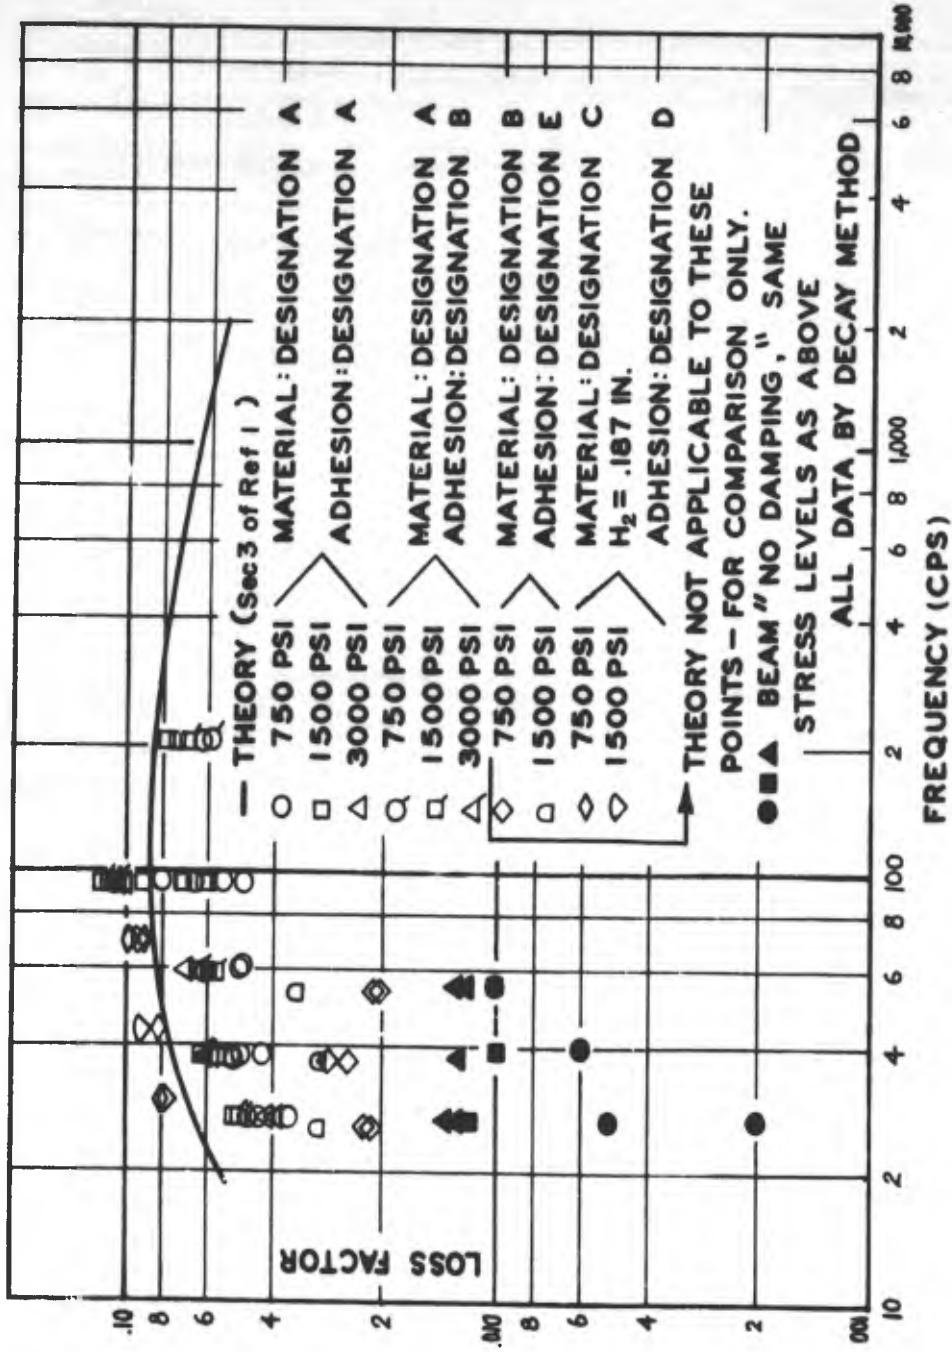 LOSS FACTOR
.10
8
6
4
2
.010
8
6
4
2
.001
10
2
4
6
8
100
2
4
6
8
1,000
2
4
6
8
10,000
FREQUENCY (CPS)
THEORY (sec 3 of Ref 1)
750 PSI MATERIAL: DESIGNATION A
1500 PSI
3000 PSI ADHESION: DESIGNATION A
750 PSI
1500 PSI MATERIAL: DESIGNATION A
3000 PSI ADHESION: DESIGNATION B
750 PSI MATERIAL: DESIGNATION B
1500 PSI ADHESION: DESIGNATION E
750 PSI MATERIAL: DESIGNATION C
1500 PSI H₂ = .187 IN.
ADHESION: DESIGNATION D
THEORY NOT APPLICABLE TO THESE
POINTS – FOR COMPARISON ONLY.
BEAM "NO DAMPING," SAME
STRESS LEVELS AS ABOVE
ALL DATA BY DECAY METHOD